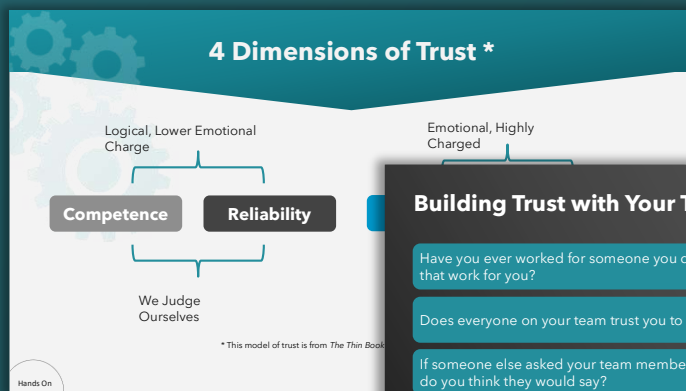 4 Dimensions of Trust *
Logical, Lower Emotional
Charge
Emotional, Highly
Charged
Competence
Reliability
We Judge
Ourselves
* This model of trust is from The Thin Book
Hands On
Building Trust with Your
Have you ever worked for someone you
that work for you?
Does everyone on your team trust you to
If someone else asked your team
do you think they would say?